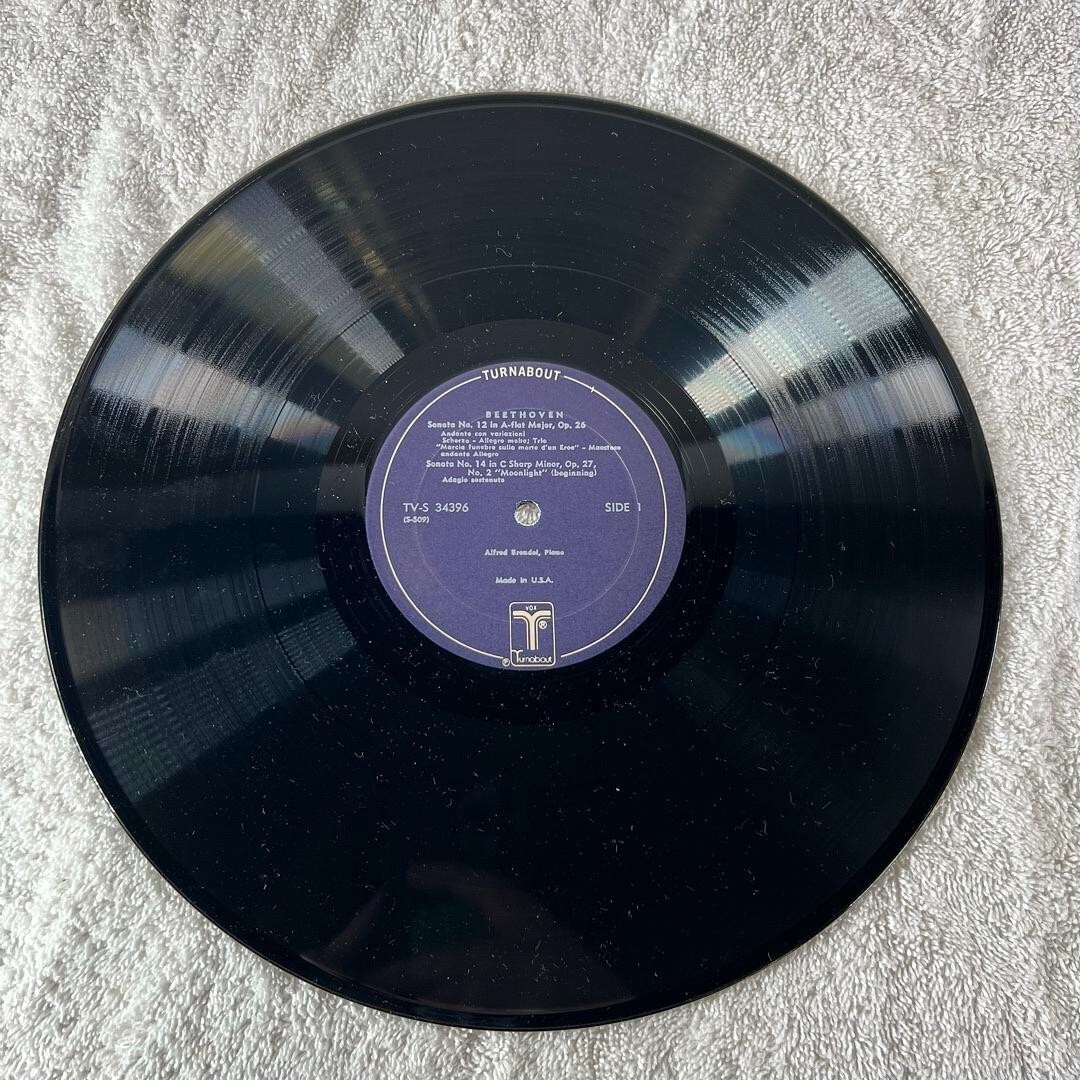 TURNABOUT
BEETHOVEN
Sonata No. 12 in A-flat Major, Op. 26
Andante con variazioni
Scherzo - Allegro molto; Trio
"Marcia funebre sulla morte d'un Eroe" - Maestoso
andante Allegro
Sonata No. 14 in C Sharp Minor, Op. 27,
No. 2 "Moonlight" (beginning)
Adagio sostenuto
TV-S 34396
SIDE 1
(S-509)
Alfred Brendel, Piano
Made in U.S.A.
VOX
T®
®Turnabout